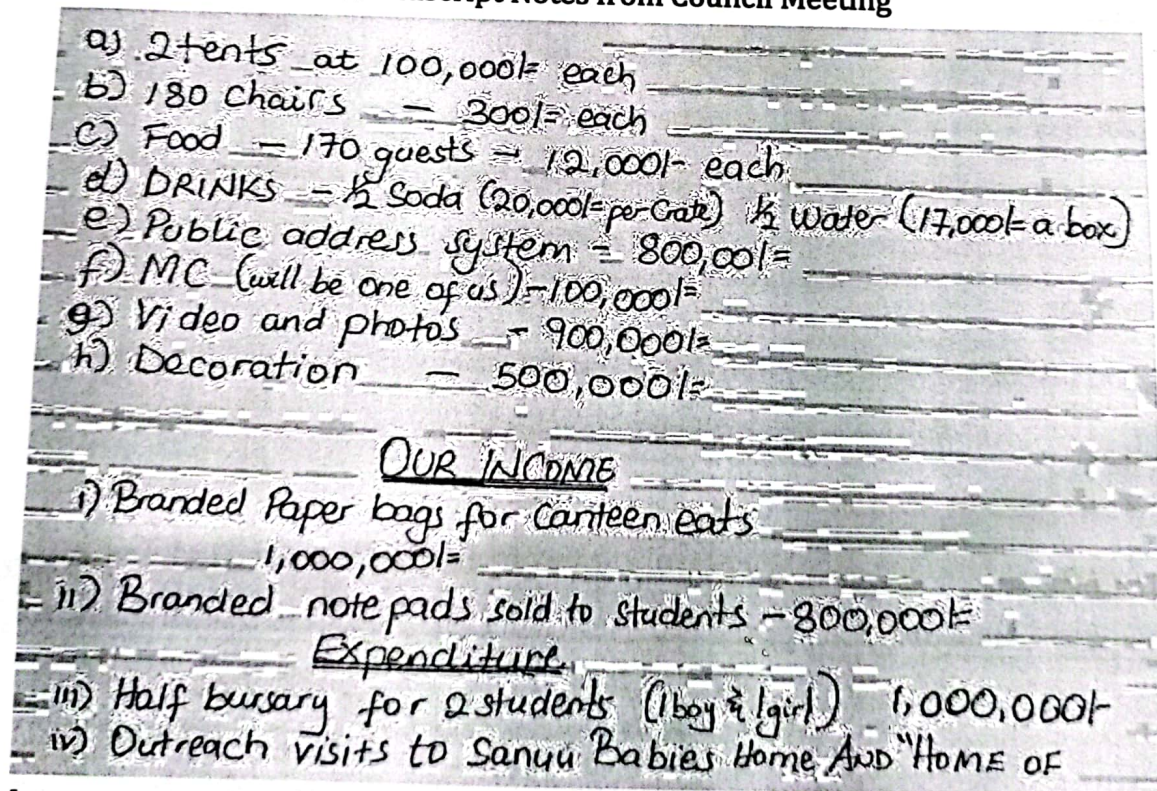 script Notes from Council Meeting
a) 2 tents at 100,000/= each
b) 180 Chairs - 300/= each
c) Food - 170 guests = 12,000/- each
d) DRINKS - ½ Soda (20,000/= per Crate) ½ Water (17,000/= a box)
e) Public address system = 800,00/=
f) MC (will be one of us) - 100,000/=
g) Video and photos - 900,000/=
h) Decoration - 500,000/=
OUR INCOME
i) Branded Paper bags for Canteen eats
1,000,000/=
ii) Branded note pads sold to students - 800,000/=
Expenditure
iii) Half bursary for 2 students (1 boy & 1 girl) 1,000,000/-
iv) Outreach visits to Sanyu Babies Home AND "HOME OF